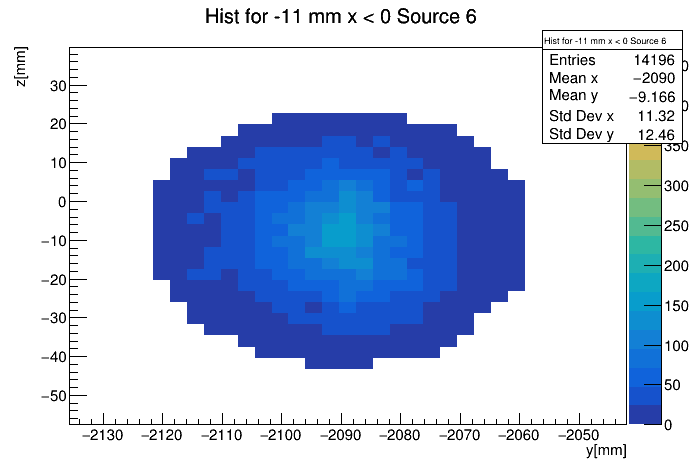 Hist for -11 mm x < 0 Source 6
Hist for -11 mm x < 0 Source 6
Entries 14196
Mean x −2090
Mean y −9.166
Std Dev x 11.32
Std Dev y 12.46
z[mm]
30
20
10
0
−10
−20
−30
−40
−50
−2130 −2120 −2110 −2100 −2090 −2080 −2070 −2060 −2050
y[mm]
350
300
250
200
150
100
50
0